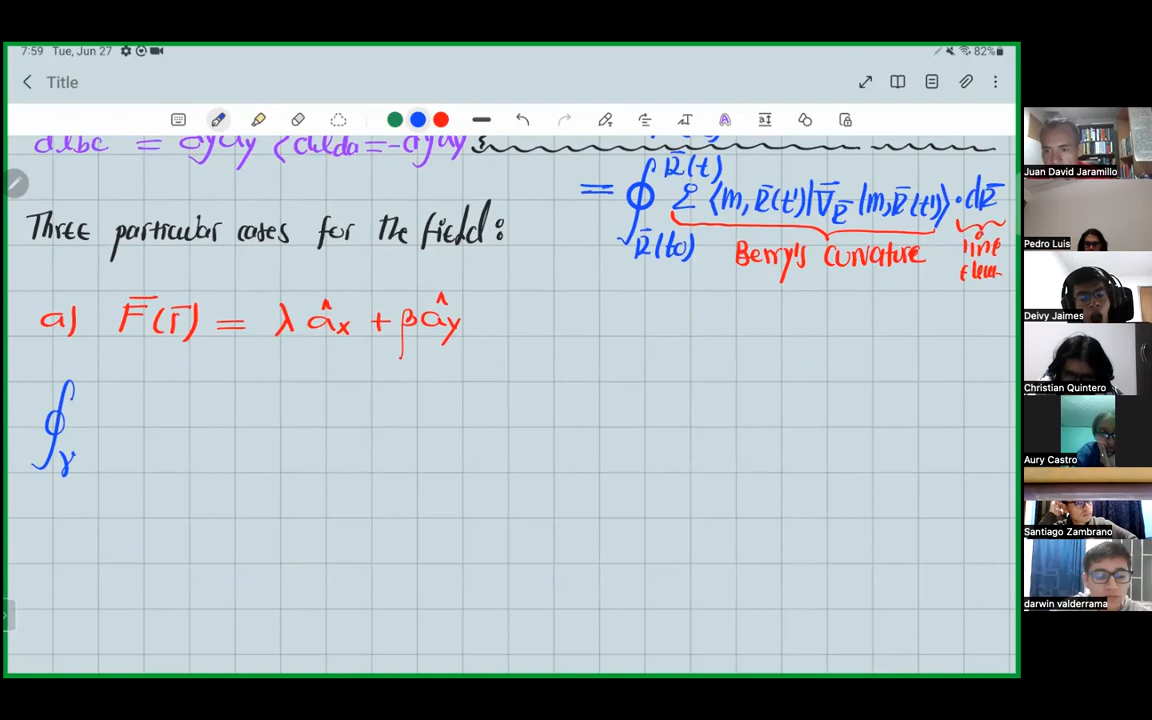 7:59 Tue, Jun 27
82%
Title
= ∮ R̄(t) Σ ⟨m, R̄(t')|∇̄_R̄ |m, R̄(t')⟩ · dR̄
R̄(t0)
Berry's curvature
line
Three particular cases for the field:
a) F̄(r̄) = λ âx + β ây
∮γ
Juan David Jaramillo
Pedro Luis
Deivy Jaimes
Christian Quintero
Aury Castro
Santiago Zambrano
darwin valderrama